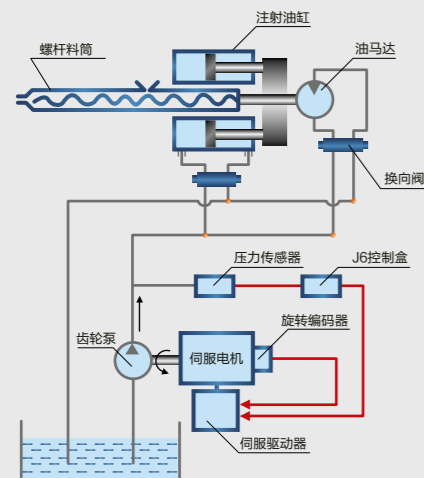 注射油缸
螺杆料筒
油马达
换向阀
压力传感器
J6控制盒
旋转编码器
齿轮泵
伺服电机
伺服驱动器